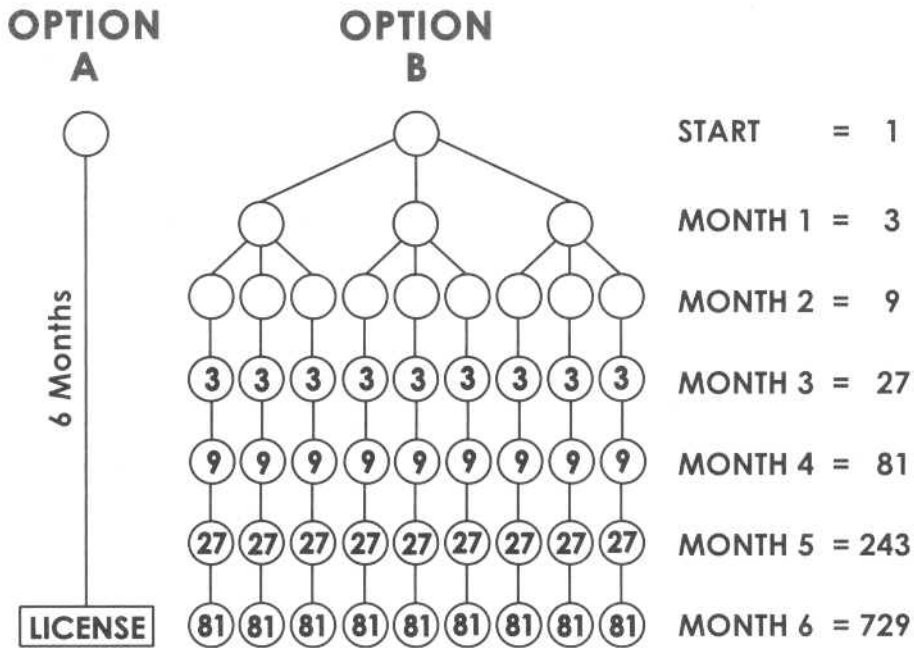 OPTION
A
OPTION
B
START = 1
MONTH 1 = 3
MONTH 2 = 9
6 Months
3 3 3 3 3 3 3 3 3 MONTH 3 = 27
9 9 9 9 9 9 9 9 9 MONTH 4 = 81
27 27 27 27 27 27 27 27 27 MONTH 5 = 243
LICENSE 81 81 81 81 81 81 81 81 81 MONTH 6 = 729